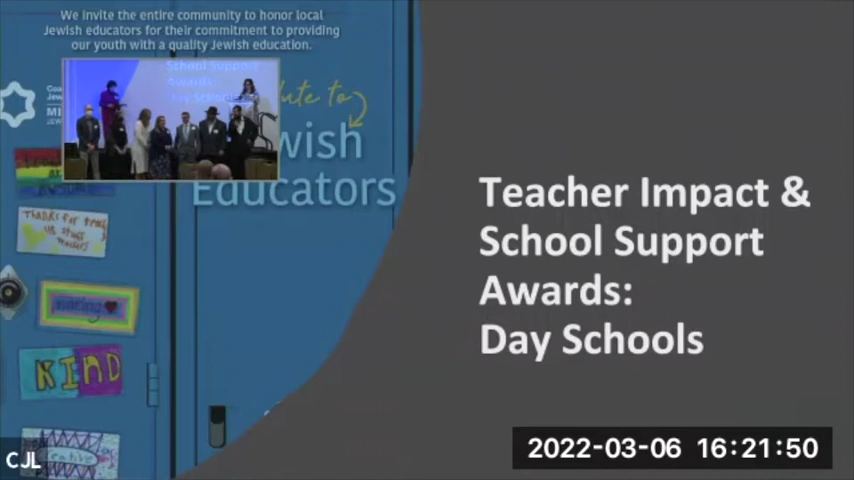 We invite the entire community to honor local
Jewish educators for their commitment to providing
our youth with a quality Jewish education.
School Support
Awards:
Day Schools
to
wish
Educators
Teacher Impact &
School Support
Awards:
Day Schools
Thanks for
us
KIND
CJL
2022-03-06 16:21:50